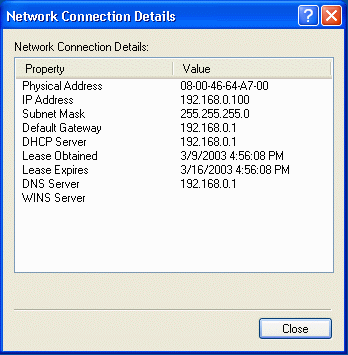 Network Connection Details
Network Connection Details:
Property Value
Physical Address 08-00-46-64-A7-00
IP Address 192.168.0.100
Subnet Mask 255.255.255.0
Default Gateway 192.168.0.1
DHCP Server 192.168.0.1
Lease Obtained 3/9/2003 4:56:08 PM
Lease Expires 3/16/2003 4:56:08 PM
DNS Server 192.168.0.1
WINS Server
Close